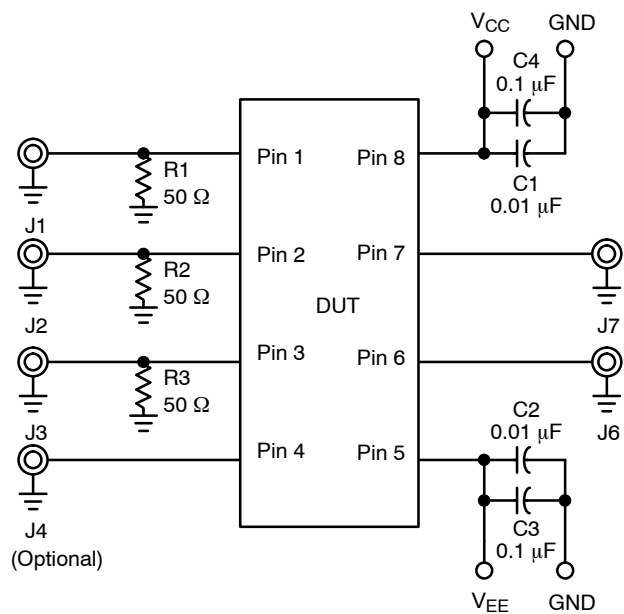 VCC GND
C4
0.1 μF
C1
0.01 μF
Pin 1
Pin 8
R1
50 Ω
J1
Pin 2
Pin 7
R2
50 Ω
J2
J7
DUT
Pin 3
Pin 6
R3
50 Ω
J3
J6
C2
0.01 μF
Pin 4
Pin 5
C3
0.1 μF
J4
(Optional)
VEE GND